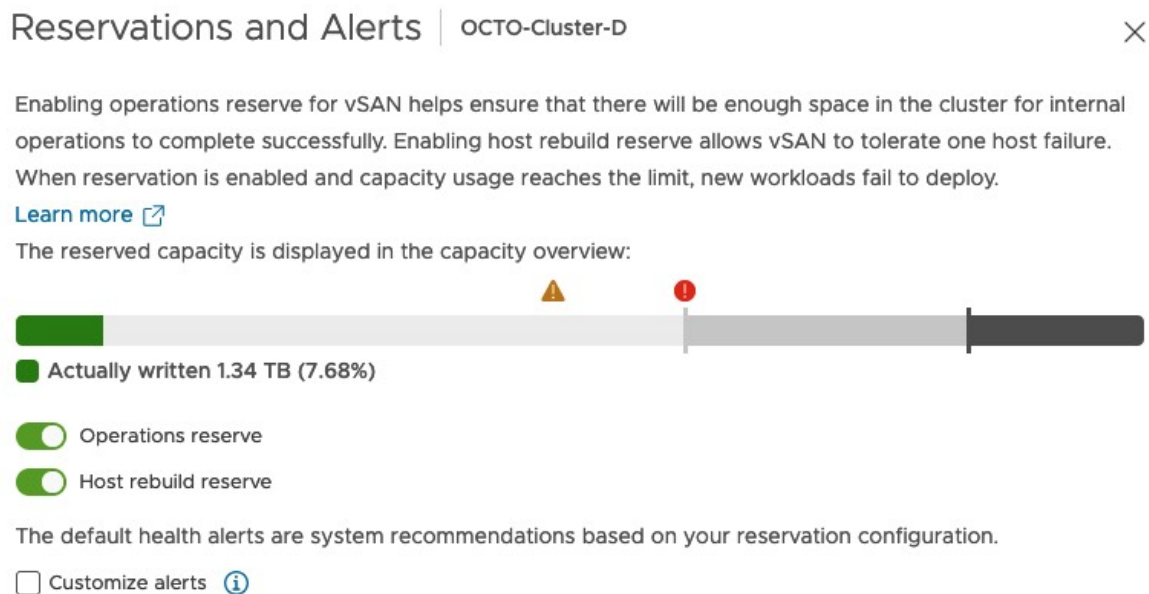 Reservations and Alerts | OCTO-Cluster-D
Enabling operations reserve for vSAN helps ensure that there will be enough space in the cluster for internal
operations to complete successfully. Enabling host rebuild reserve allows vSAN to tolerate one host failure.
When reservation is enabled and capacity usage reaches the limit, new workloads fail to deploy.
Learn more
The reserved capacity is displayed in the capacity overview:
Actually written 1.34 TB (7.68%)
Operations reserve
Host rebuild reserve
The default health alerts are system recommendations based on your reservation configuration.
Customize alerts